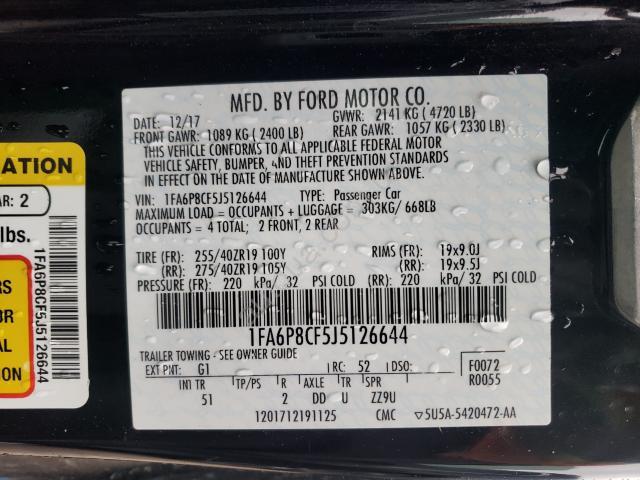 MFD. BY FORD MOTOR CO.
12/17
GVWR: 2141 KG ( 4720 LB)
FRONT GAWR: 1089 KG ( 2400 LB)
REAR GAWR: 1057 KG ( 2330 LB)
THIS VEHICLE CONFORMS TO ALL APPLICABLE FEDERAL MOTOR
VEHICLE SAFETY, BUMPER, AND THEFT PREVENTION STANDARDS
IN EFFECT ON THE DATE OF MANUFACTURE SHOWN ABOVE.
VIN: 1FA6P8CF5J5126644 TYPE: Passenger Car
MAXIMUM LOAD = OCCUPANTS + LUGGAGE = 303KG/ 668LB
OCCUPANTS = 4 TOTAL; 2 FRONT, 2 REAR
TIRE (FR): 255/40ZR19 100Y RIMS (FR): 19x9.0J
(RR): 275/40ZR19 105Y (RR): 19x9.5J
PRESSURE (FR): 220 kPa/ 32 PSI COLD (RR): 220 kPa/ 32 PSI COLD
1FA6P8CF5J5126644
TRAILER TOWING - SEE OWNER GUIDE
EXT PNT: G1 RC: 52 DSO:
F0072
R0055
INT TR TP/PS R AXLE TR SPR
51 2 DD U ZZ9U
1201712191125 CMC 5U5A-5420472-AA
ATION
AR: 2
lbs.
RS
BR
AL
ION
1FA6P8CF5J5126644